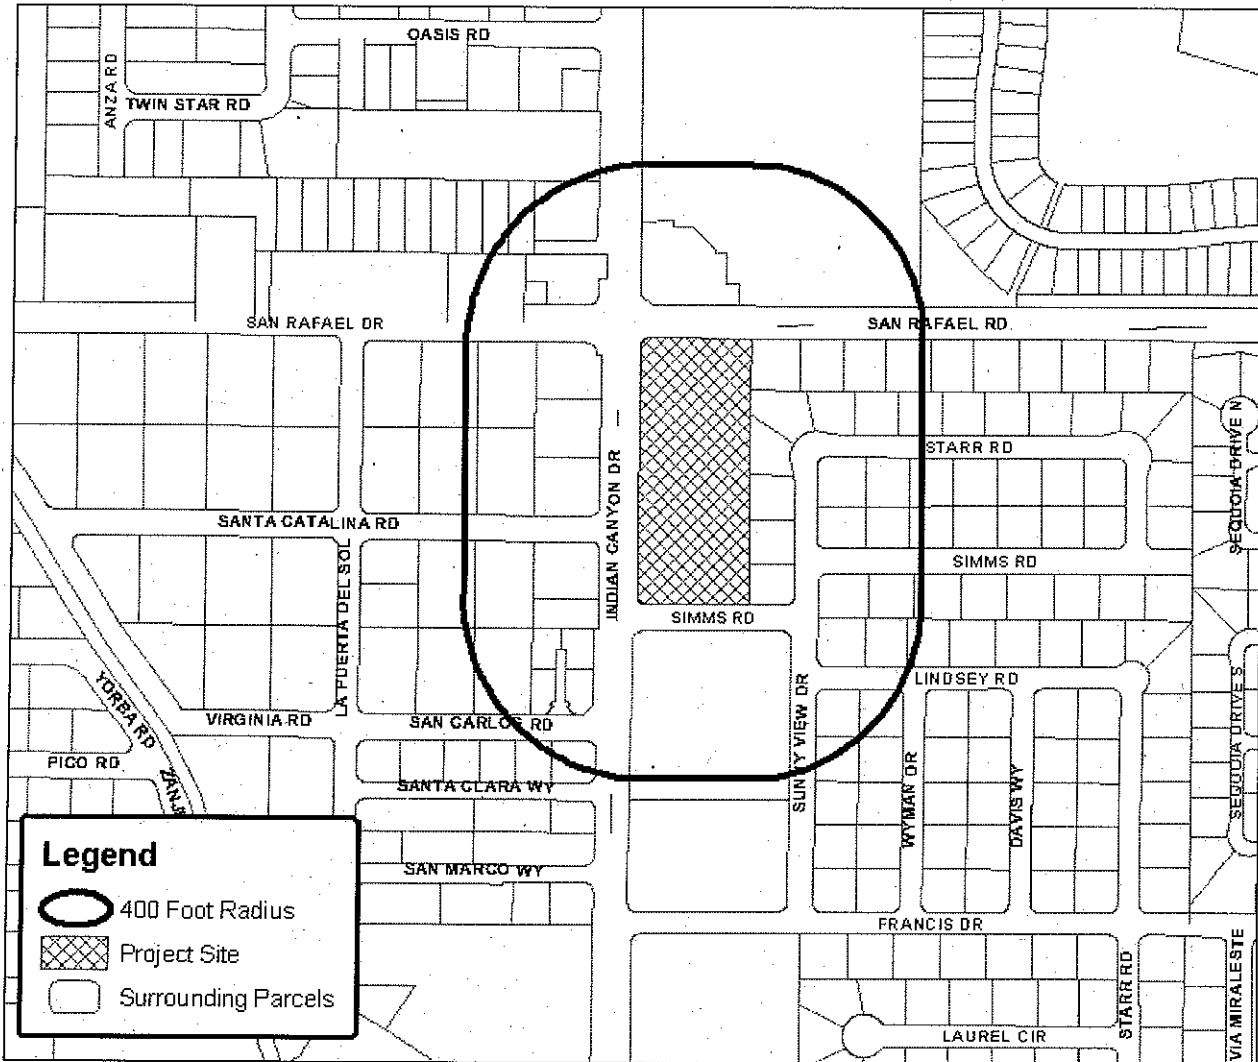 OASIS RD
ANZA RD
TWIN STAR RD
SAN RAFAEL DR
SAN RAFAEL RD
STARR RD
SEQUOIA DRIVE N
INDIAN CANYON DR
SANTA CATALINA RD
SIMMS RD
SIMMS RD
LA PUERTA DEL SOL
LINDSEY RD
YORBA RD
VIRGINIA RD
SAN CARLOS RD
SUNNY VIEW DR
SEQUOIA DRIVE S
PICO RD
SANTA CLARA WY
WYMAN DR
DAVIS WY
SAN MARCO WY
FRANCIS DR
STARR RD
VIA MIRALESTE
LAUREL CIR
Legend
400 Foot Radius
Project Site
Surrounding Parcels